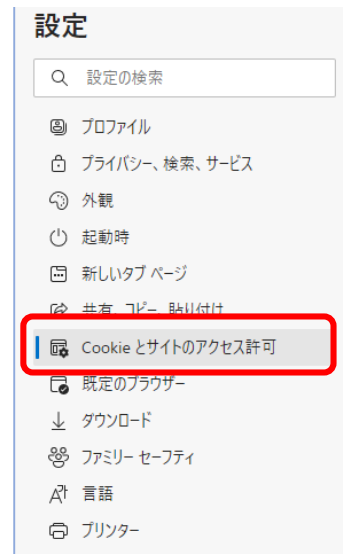 設定
設定の検索
プロファイル
プライバシー、検索、サービス
外観
起動時
新しいタブ ページ
共有、コピー、貼り付け
Cookie とサイトのアクセス許可
既定のブラウザー
ダウンロード
ファミリー セーフティ
言語
プリンター